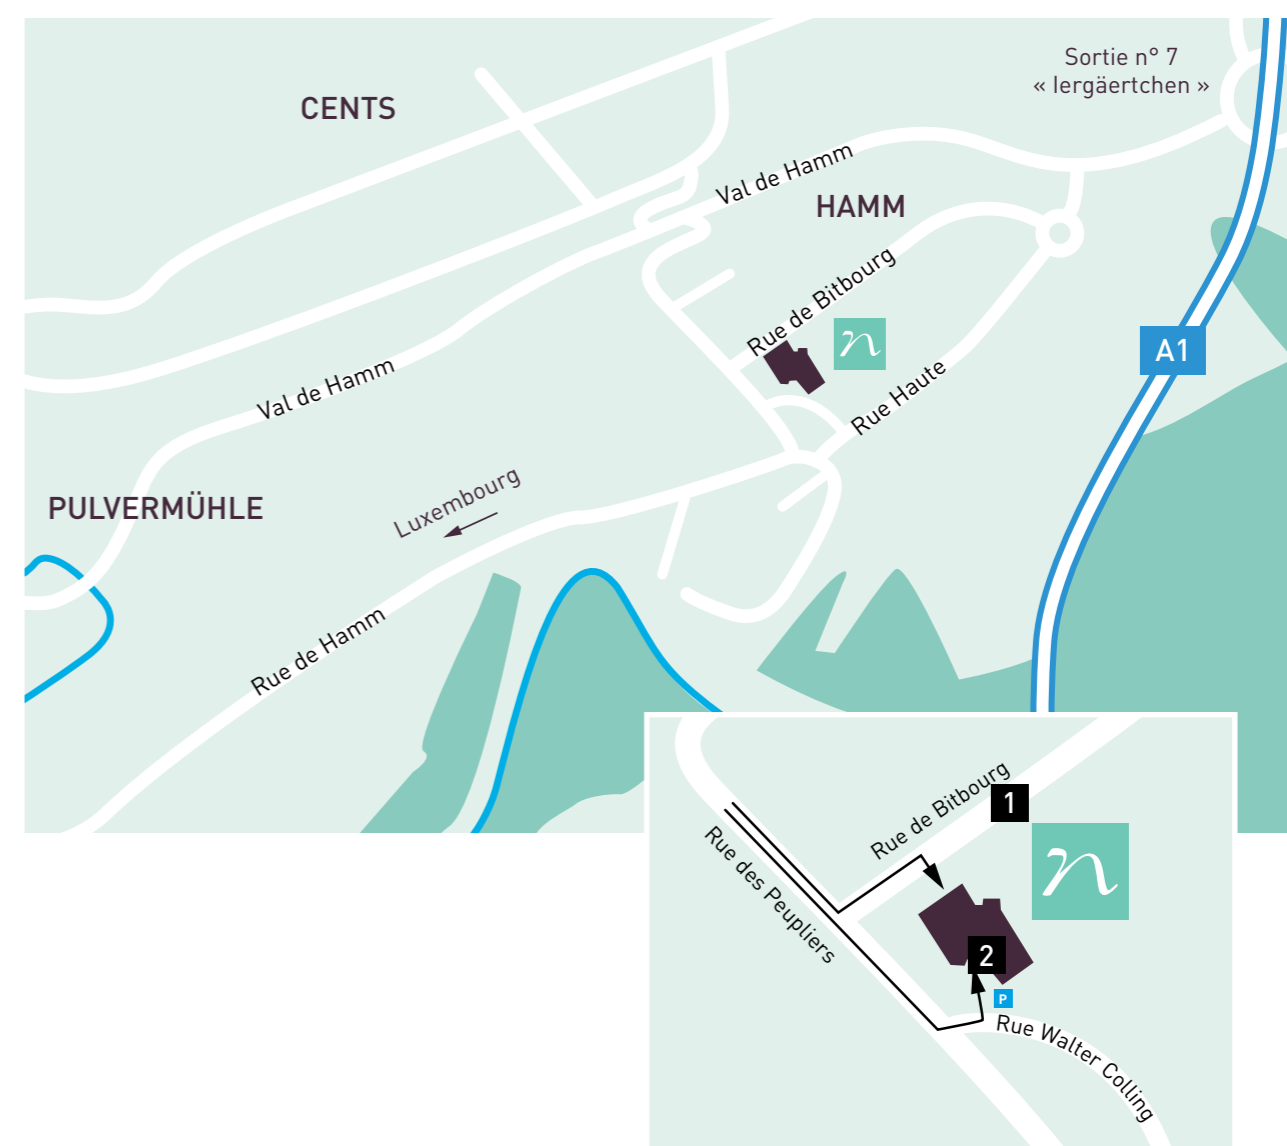 Sortie n° 7
« Iergäertchen »
CENTS
Val de Hamm
HAMM
Rue de Bitbourg
n
A1
Rue Haute
Val de Hamm
Luxembourg
PULVERMÜHLE
Rue de Hamm
Rue de Bitbourg
1
n
Rue des Peupliers
2
P
Rue Walter Colling